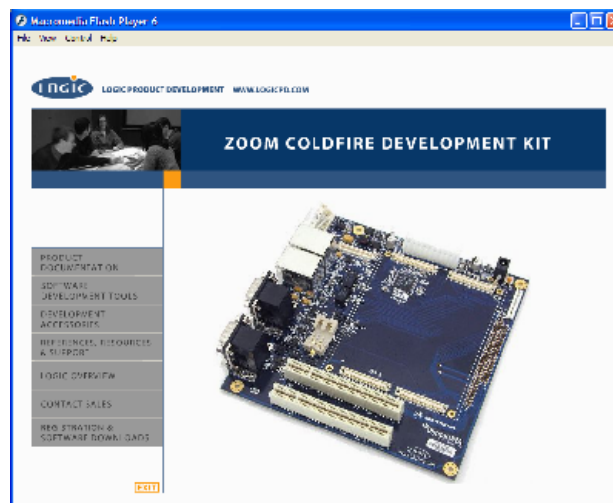 Macromedia Flash Player 6
File View Control Help
LOGIC LOGIC PRODUCT DEVELOPMENT WWW.LOGICPD.COM
ZOOM COLDFIRE DEVELOPMENT KIT
PRODUCT
DOCUMENTATION
SOFTWARE
DEVELOPMENT TOOLS
DEVELOPMENT
ACCESSORIES
REFERENCES, RESOURCES
& SUPPORT
LOGIC OVERVIEW
CONTACT SALES
REGISTRATION &
SOFTWARE DOWNLOADS
EXIT